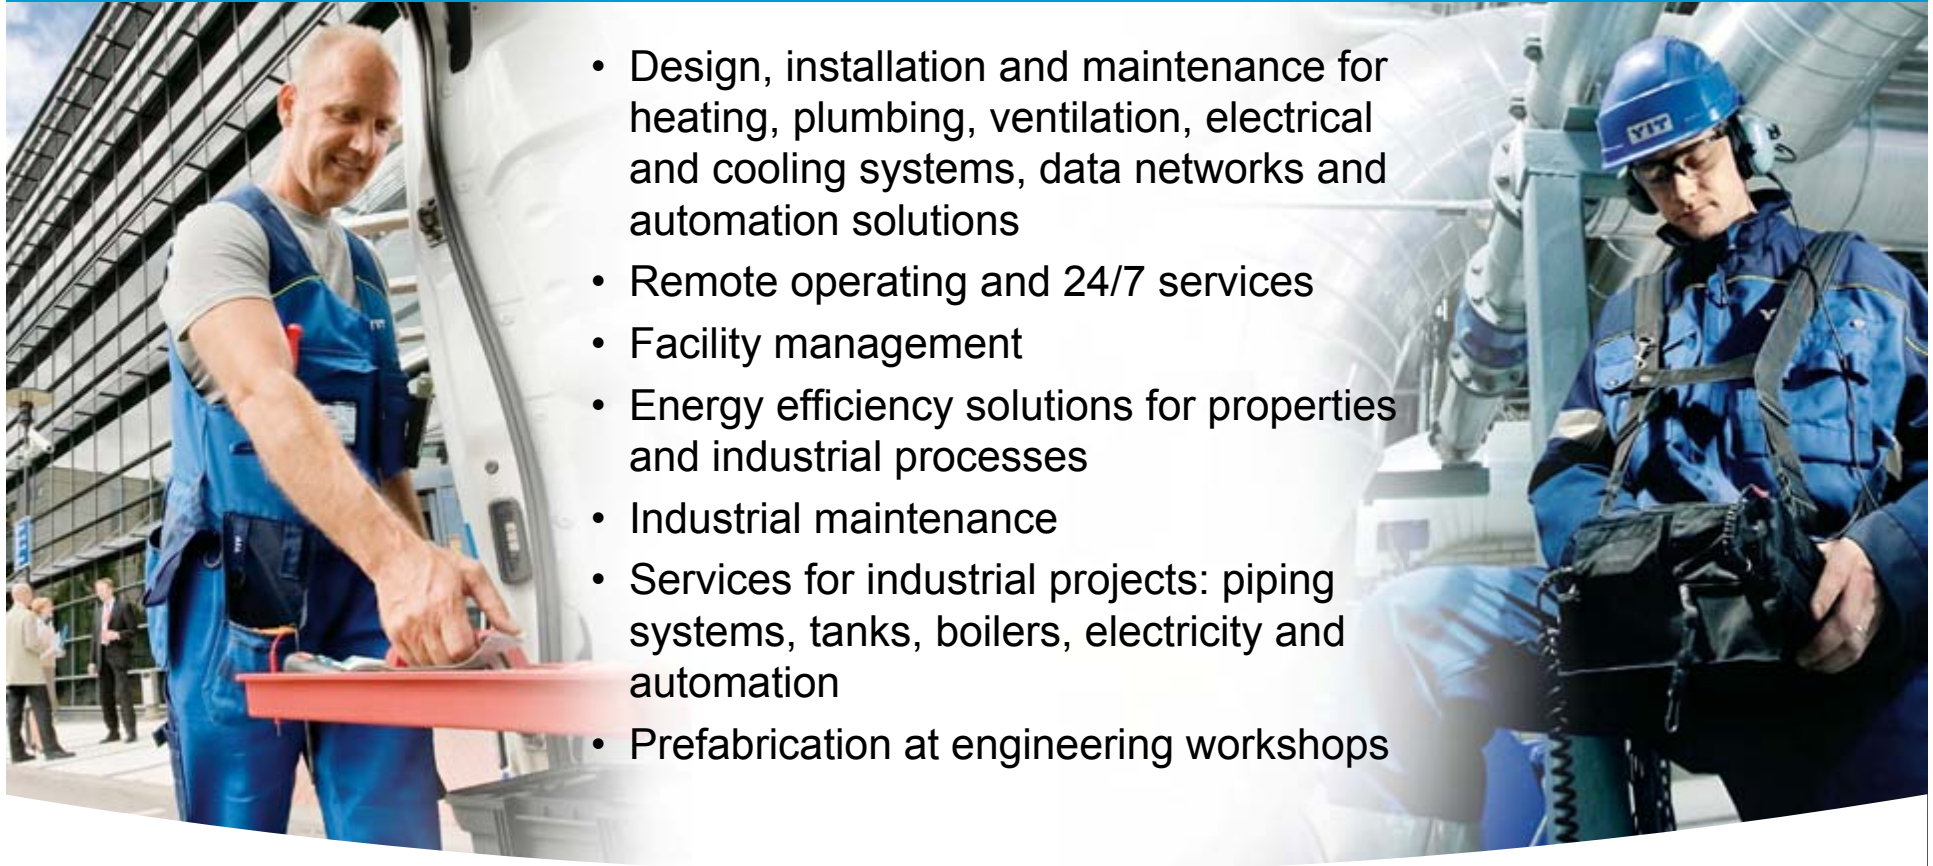 • Design, installation and maintenance for
heating, plumbing, ventilation, electrical
and cooling systems, data networks and
automation solutions
• Remote operating and 24/7 services
• Facility management
• Energy efficiency solutions for properties
and industrial processes
• Industrial maintenance
• Services for industrial projects: piping
systems, tanks, boilers, electricity and
automation
• Prefabrication at engineering workshops
YIT
YIT